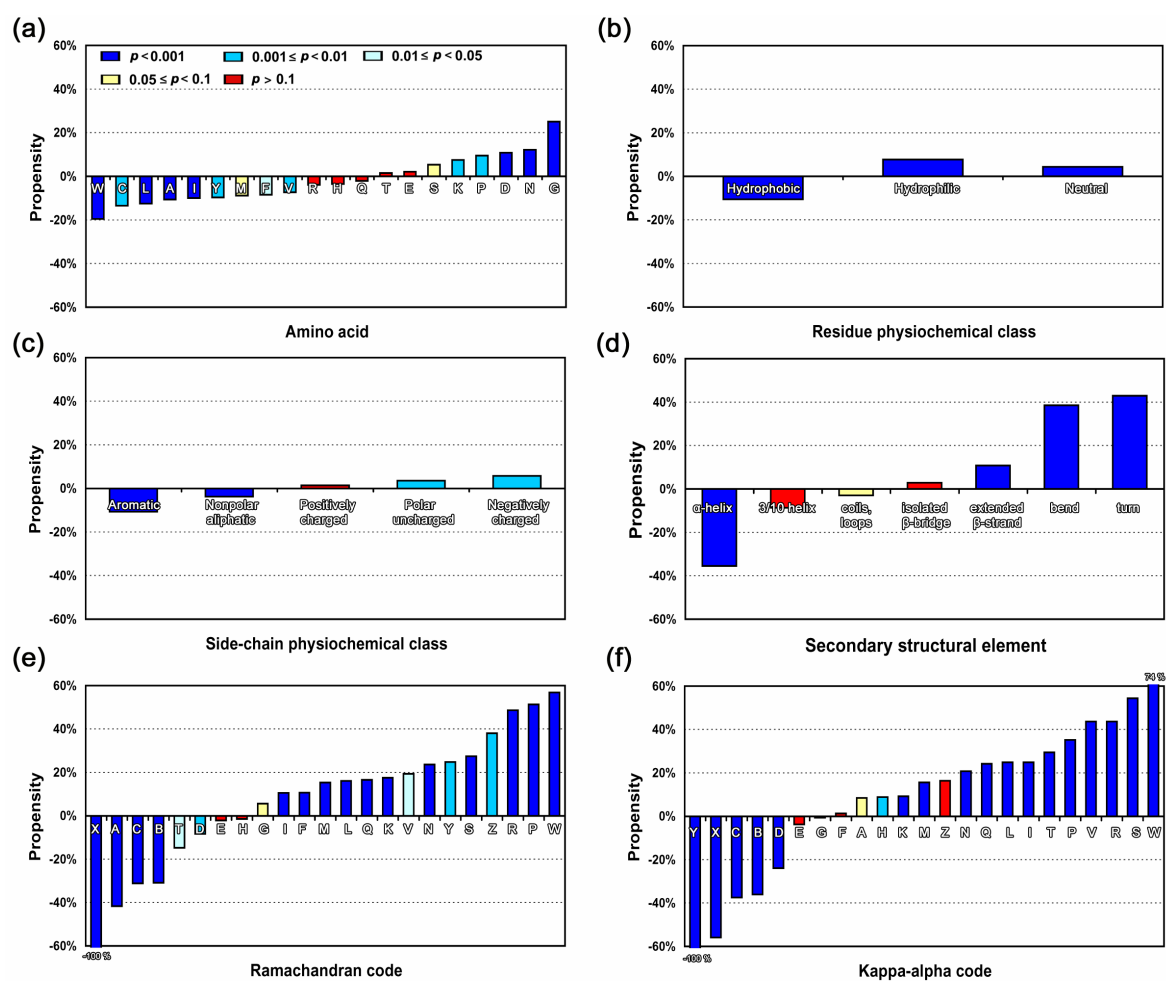 (a)
60%
40%
20%
0%
-20%
-40%
-60%
Propensity
p < 0.001
0.001 ≤ p < 0.01
0.01 ≤ p < 0.05
0.05 ≤ p < 0.1
p > 0.1
W C L A I Y M F V R H Q T E S K P D N G
Amino acid
(b)
60%
40%
20%
0%
-20%
-40%
-60%
Propensity
Hydrophobic
Hydrophilic
Neutral
Residue physiochemical class
(c)
60%
40%
20%
0%
-20%
-40%
-60%
Propensity
Aromatic
Nonpolar
aliphatic
Positively
charged
Polar
uncharged
Negatively
charged
Side-chain physiochemical class
(d)
60%
40%
20%
0%
-20%
-40%
-60%
Propensity
α-helix
3/10 helix
coils,
loops
isolated
β-bridge
extended
β-strand
bend
turn
Secondary structural element
(e)
60%
40%
20%
0%
-20%
-40%
-60%
Propensity
X A C B T D E H G I F M L Q K V N Y S Z R P W
-100 %
Ramachandran code
(f)
60%
40%
20%
0%
-20%
-40%
-60%
Propensity
74 %
Y X C B D E G F A H K M Z N Q L I T P V R S W
-100 %
Kappa-alpha code